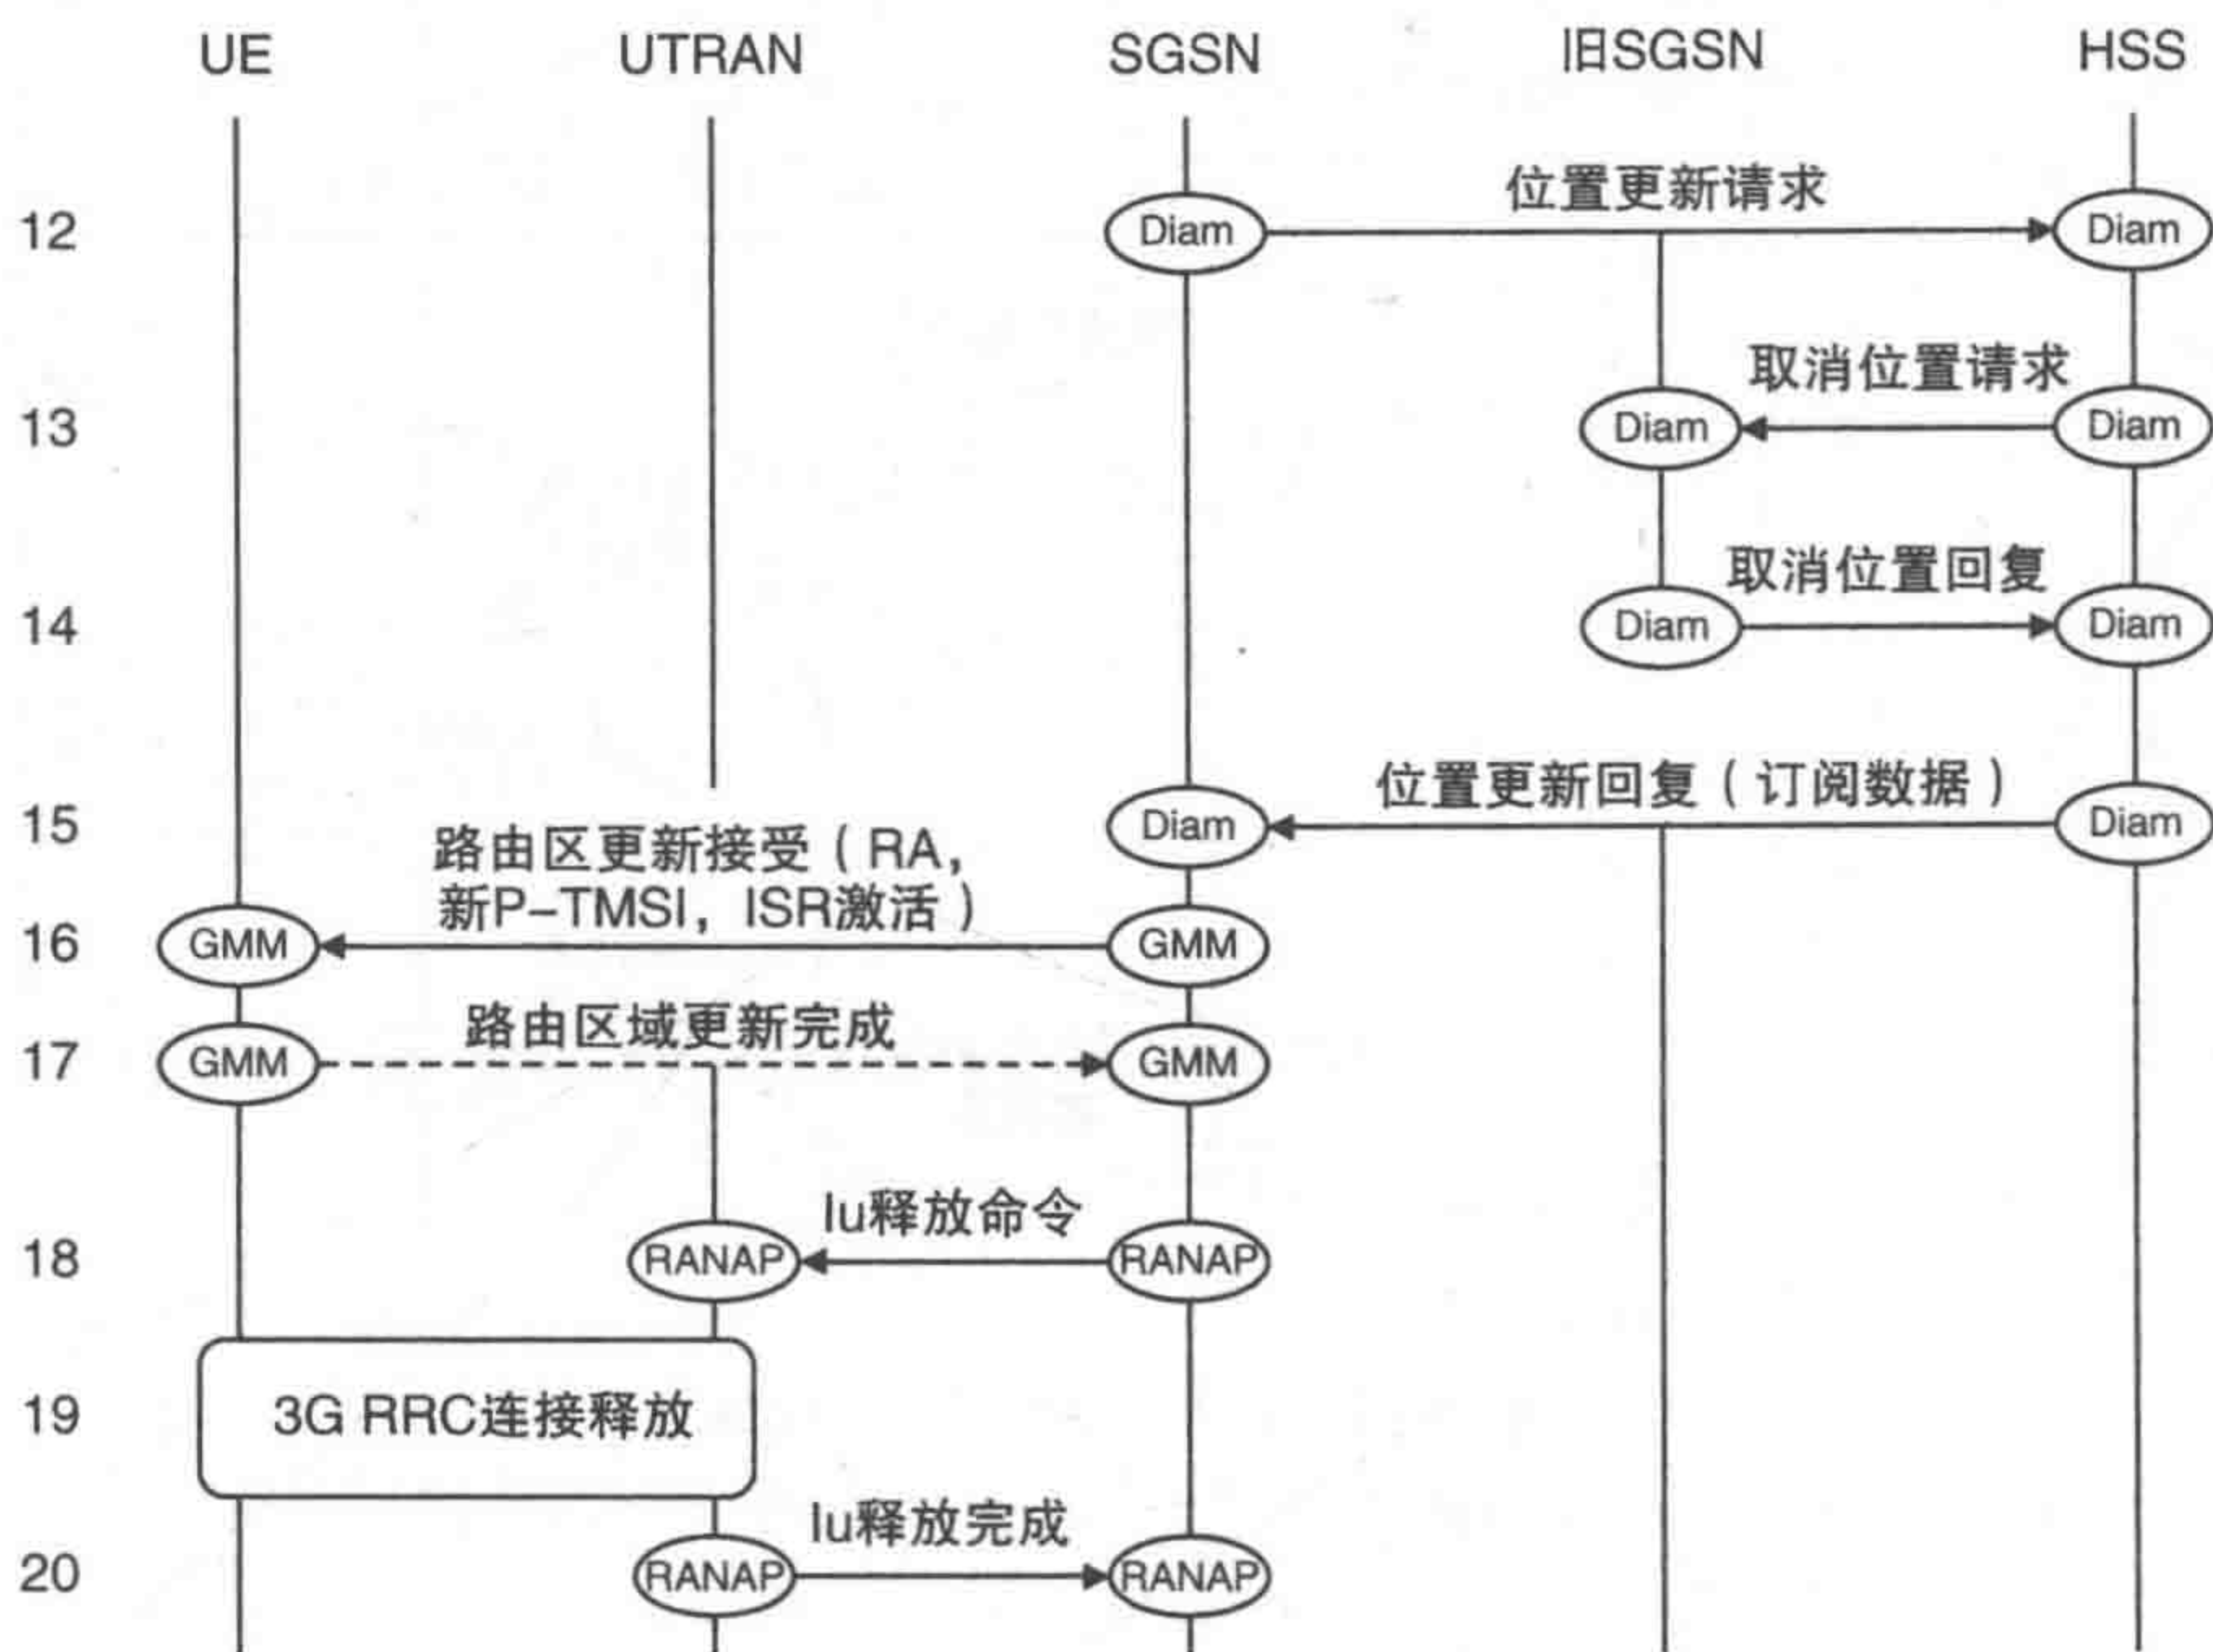 UE UTRAN SGSN 旧SGSN HSS
位置更新请求
12 Diam Diam
取消位置请求
13 Diam Diam
取消位置回复
14 Diam Diam
位置更新回复（订阅数据）
15 Diam Diam
路由区更新接受（RA，
新P-TMSI，ISR激活）
16 GMM GMM
路由区域更新完成
17 GMM GMM
Iu释放命令
18 RANAP RANAP
19 3G RRC连接释放
Iu释放完成
20 RANAP RANAP